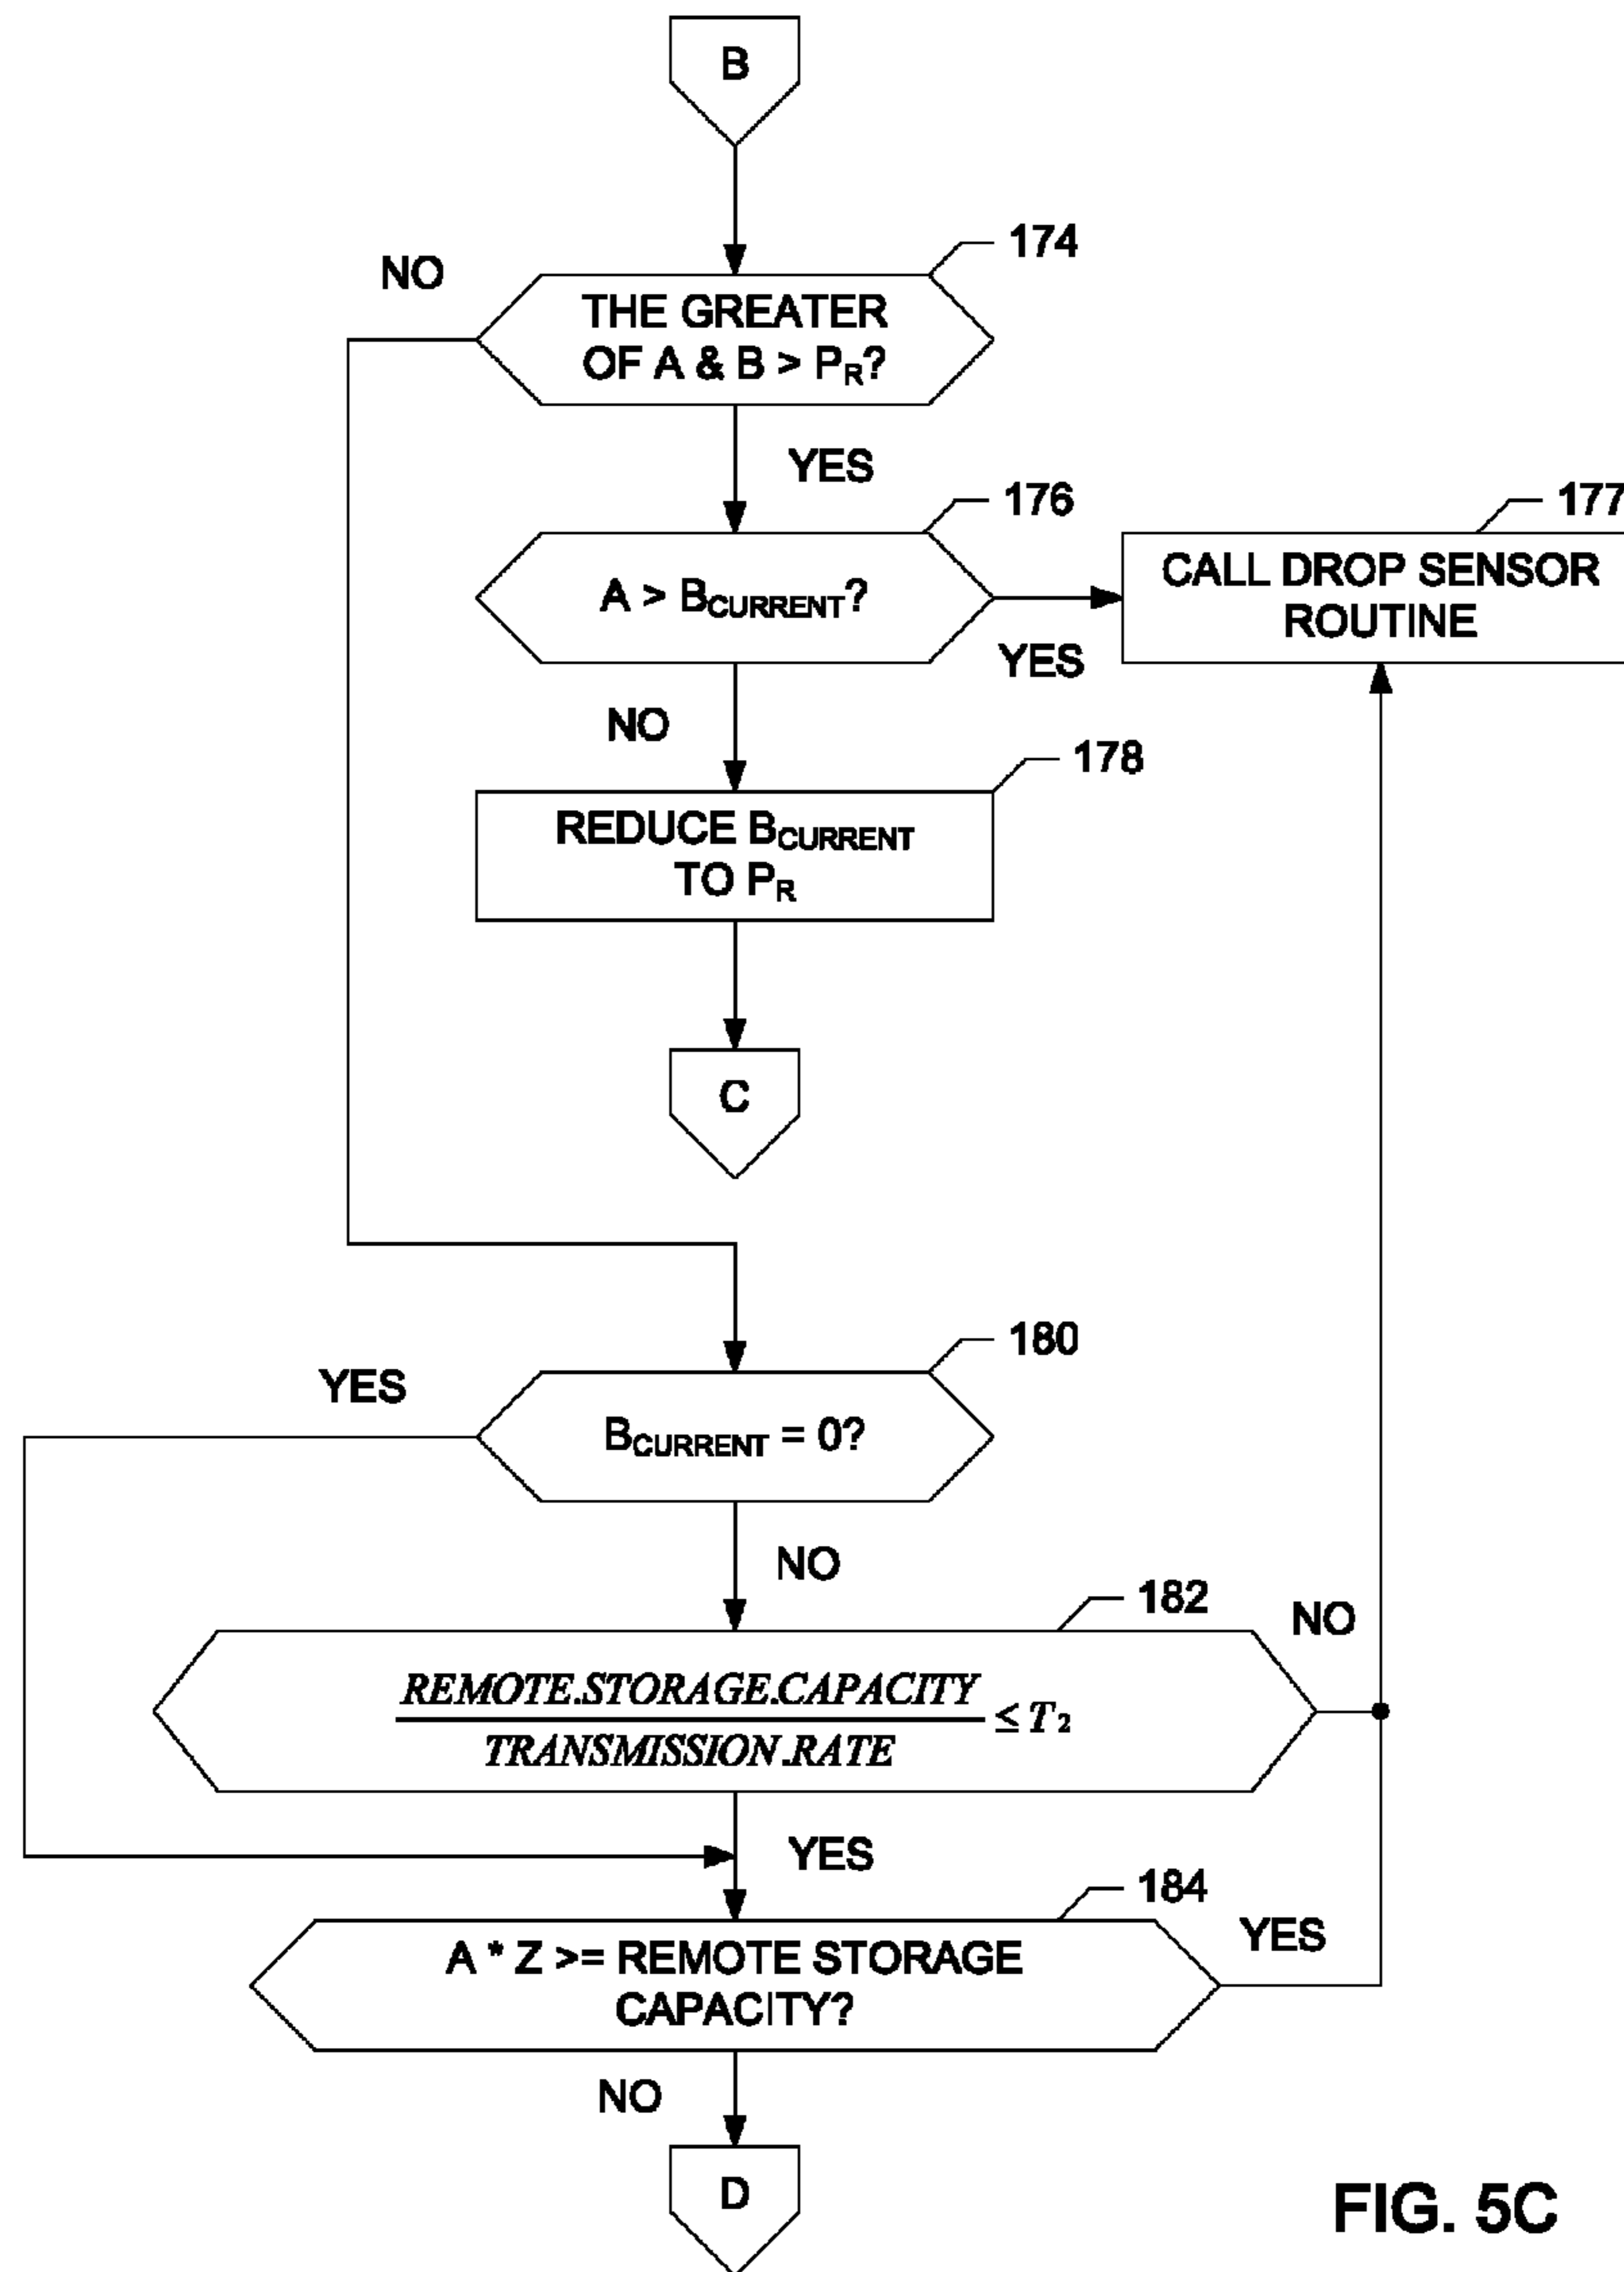 B
174
NO
THE GREATER
OF A & B > PR?
YES
176
177
A > BCURRENT?
CALL DROP SENSOR
ROUTINE
YES
NO
178
REDUCE BCURRENT
TO PR
C
180
YES
BCURRENT = 0?
NO
182
NO
REMOTE.STORAGE.CAPACITY
TRANSMISSION.RATE
≤ T2
YES
184
YES
A * Z >= REMOTE STORAGE
CAPACITY?
NO
D
FIG. 5C